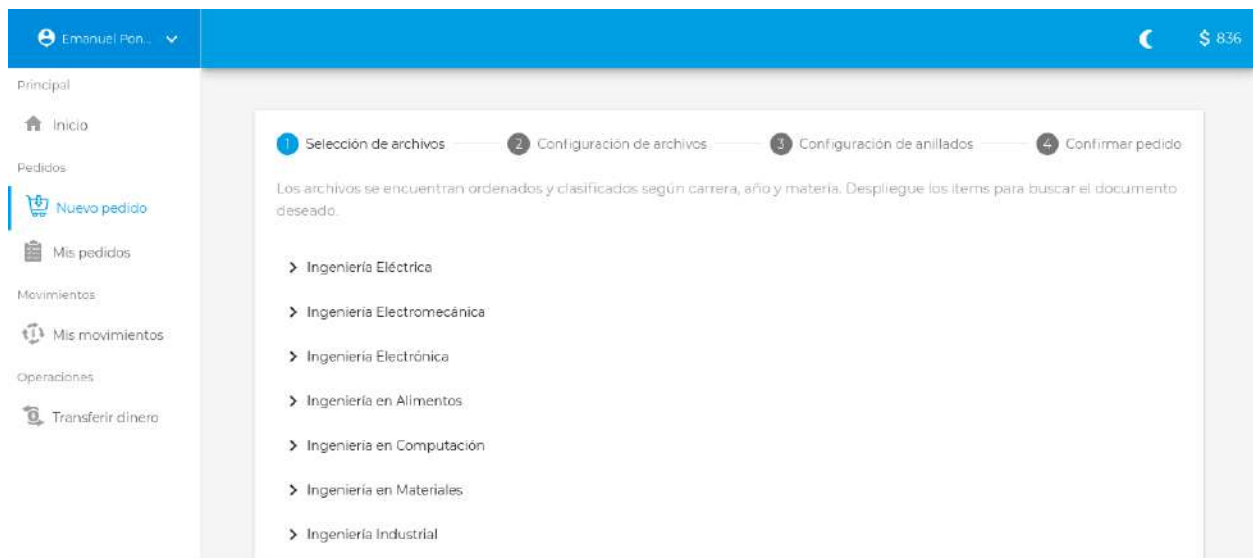 Emanuel Pon...
$ 836
Principal
Inicio
Pedidos
Nuevo pedido
Mis pedidos
Movimientos
Mis movimientos
Operaciones
Transferir dinero
1 Selección de archivos
2 Configuración de archivos
3 Configuración de anillados
4 Confirmar pedido
Los archivos se encuentran ordenados y clasificados según carrera, año y materia. Despliegue los items para buscar el documento
deseado.
Ingeniería Eléctrica
Ingeniería Electromecánica
Ingeniería Electrónica
Ingeniería en Alimentos
Ingeniería en Computación
Ingeniería en Materiales
Ingeniería Industrial